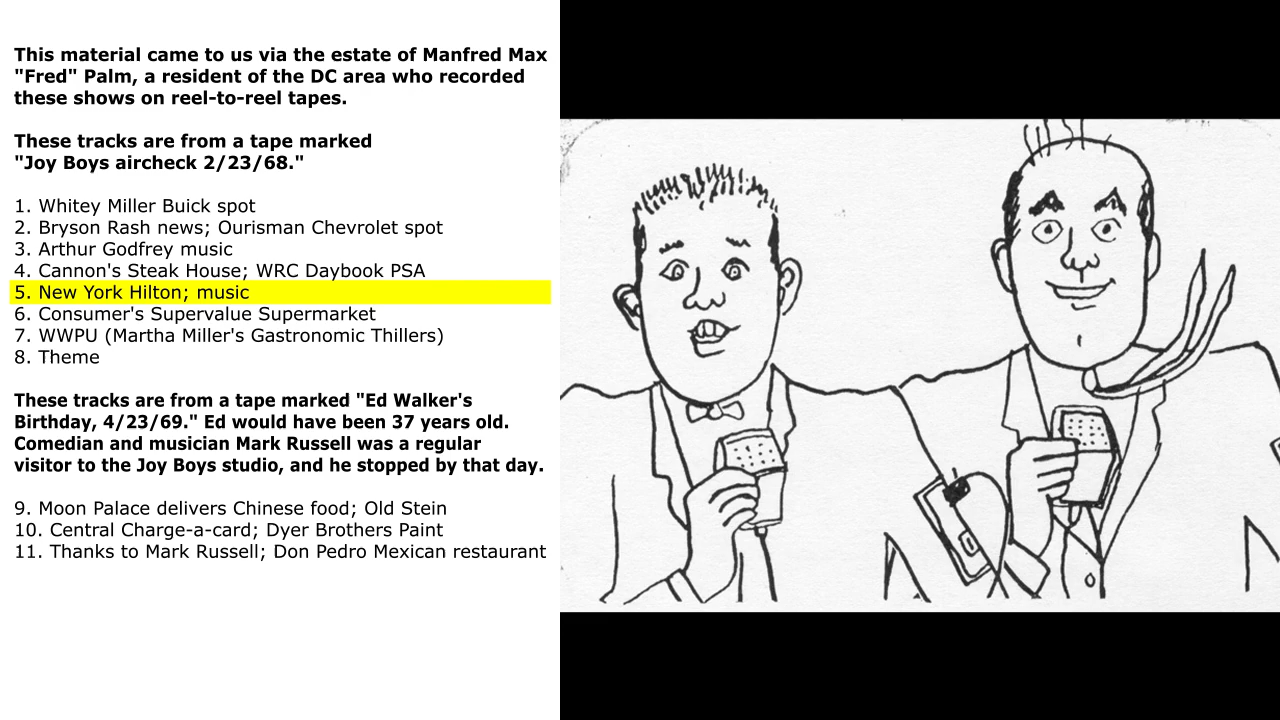 This material came to us via the estate of Manfred Max
"Fred" Palm, a resident of the DC area who recorded
these shows on reel-to-reel tapes.
These tracks are from a tape marked
"Joy Boys aircheck 2/23/68."
1. Whitey Miller Buick spot
2. Bryson Rash news; Ourisman Chevrolet spot
3. Arthur Godfrey music
4. Cannon's Steak House; WRC Daybook PSA
5. New York Hilton; music
6. Consumer's Supervalue Supermarket
7. WWPU (Martha Miller's Gastronomic Thillers)
8. Theme
These tracks are from a tape marked "Ed Walker's
Birthday, 4/23/69." Ed would have been 37 years old.
Comedian and musician Mark Russell was a regular
visitor to the Joy Boys studio, and he stopped by that day.
9. Moon Palace delivers Chinese food; Old Stein
10. Central Charge-a-card; Dyer Brothers Paint
11. Thanks to Mark Russell; Don Pedro Mexican restaurant